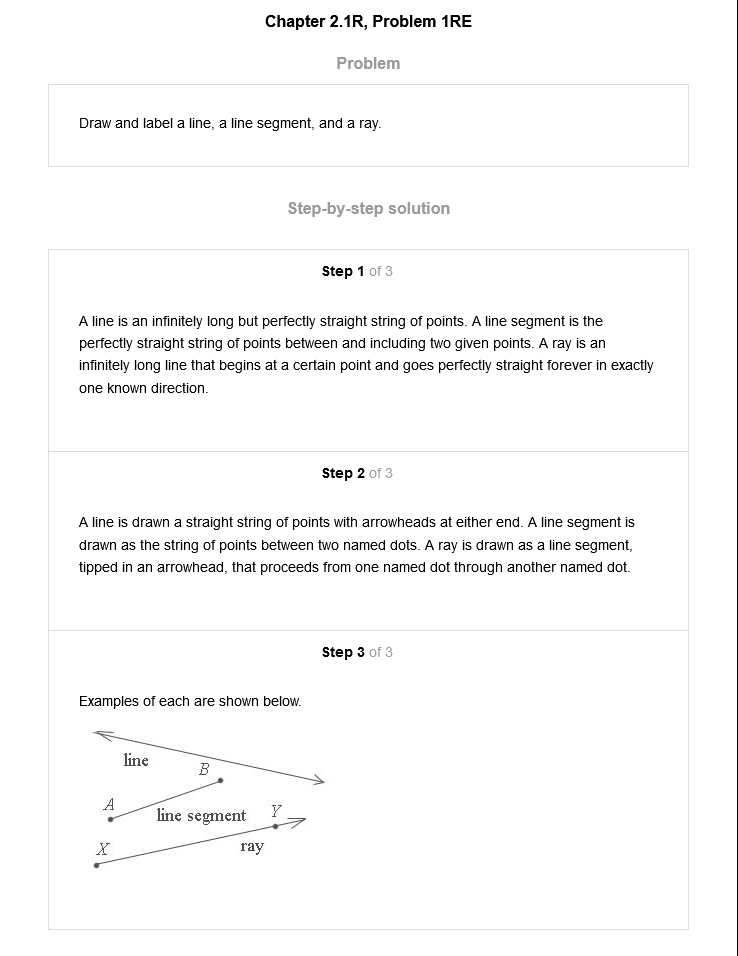 Chapter 2.1R, Problem 1RE
Problem
Draw and label a line, a line segment, and a ray.
Step-by-step solution
Step 1 of 3
A line is an infinitely long but perfectly straight string of points. A line segment is the
perfectly straight string of points between and including two given points. A ray is an
infinitely long line that begins at a certain point and goes perfectly straight forever in exactly
one known direction.
Step 2 of 3
A line is drawn a straight string of points with arrowheads at either end. A line segment is
drawn as the string of points between two named dots. A ray is drawn as a line segment,
tipped in an arrowhead, that proceeds from one named dot through another named dot.
Step 3 of 3
Examples of each are shown below.
line
B
A
line segment
Y
X
ray